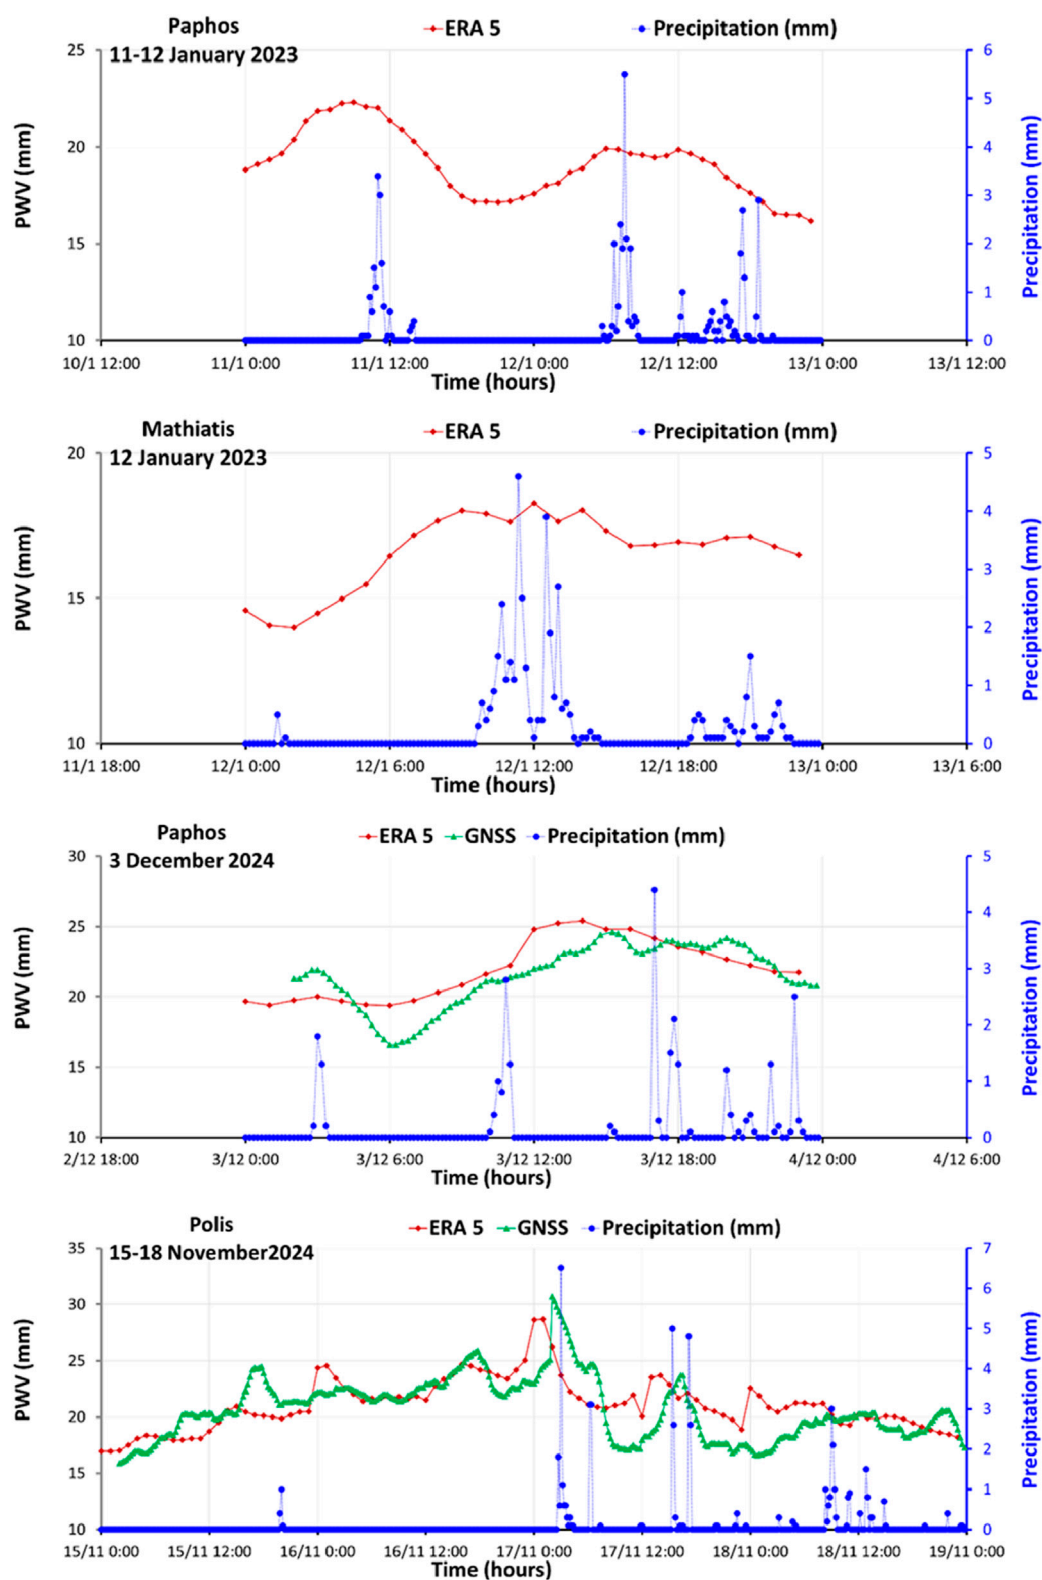 Paphos
11-12 January 2023
ERA 5
Precipitation (mm)
PWV (mm)
25
20
15
10
6
5
4
3
2
1
0
Precipitation (mm)
10/1 12:00 11/1 0:00 11/1 12:00 12/1 0:00 12/1 12:00 13/1 0:00 13/1 12:00
Time (hours)
Mathiatis
12 January 2023
ERA 5
Precipitation (mm)
PWV (mm)
20
15
10
5
4
3
2
1
0
Precipitation (mm)
11/1 18:00 12/1 0:00 12/1 6:00 12/1 12:00 12/1 18:00 13/1 0:00 13/1 6:00
Time (hours)
Paphos
3 December 2024
ERA 5 GNSS Precipitation (mm)
PWV (mm)
30
25
20
15
10
5
4
3
2
1
0
Precipitation (mm)
2/12 18:00 3/12 0:00 3/12 6:00 3/12 12:00 3/12 18:00 4/12 0:00 4/12 6:00
Time (hours)
Polis
15-18 November2024
ERA 5 GNSS Precipitation (mm)
PWV (mm)
35
30
25
20
15
10
7
6
5
4
3
2
1
0
Precipitation (mm)
15/11 0:00 15/11 12:00 16/11 0:00 16/11 12:00 17/11 0:00 17/11 12:00 18/11 0:00 18/11 12:00 19/11 0:00
Time (hours)